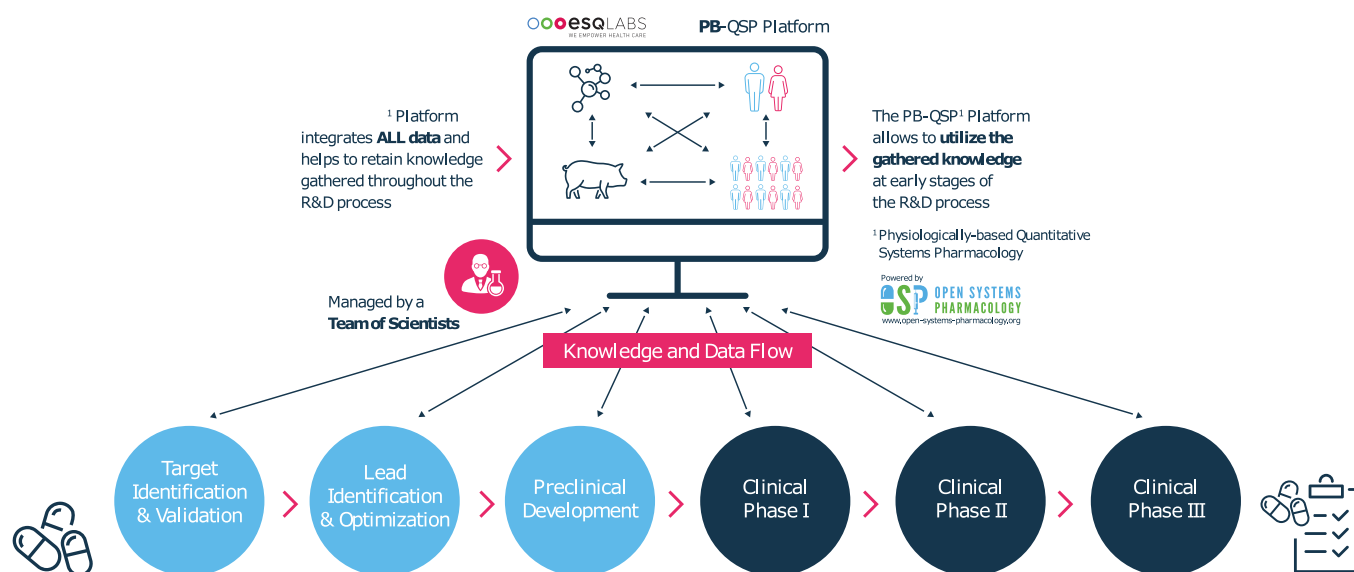 esQLABS
WE EMPOWER HEALTH CARE
PB-QSP Platform
¹ Platform
integrates ALL data and
helps to retain knowledge
gathered throughout the
R&D process
The PB-QSP¹ Platform
allows to utilize the
gathered knowledge
at early stages of
the R&D process
¹ Physiologically-based Quantitative
Systems Pharmacology
Powered by
OSP OPEN SYSTEMS
PHARMACOLOGY
www.open-systems-pharmacology.org
Managed by a
Team of Scientists
Knowledge and Data Flow
Target
Identification
& Validation
Lead
Identification
& Optimization
Preclinical
Development
Clinical
Phase I
Clinical
Phase II
Clinical
Phase III